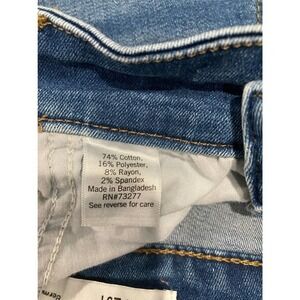 74% Cotton,
16% Polyester,
8% Rayon,
2% Spandex
Made in Bangladesh
RN#73277
See reverse for care